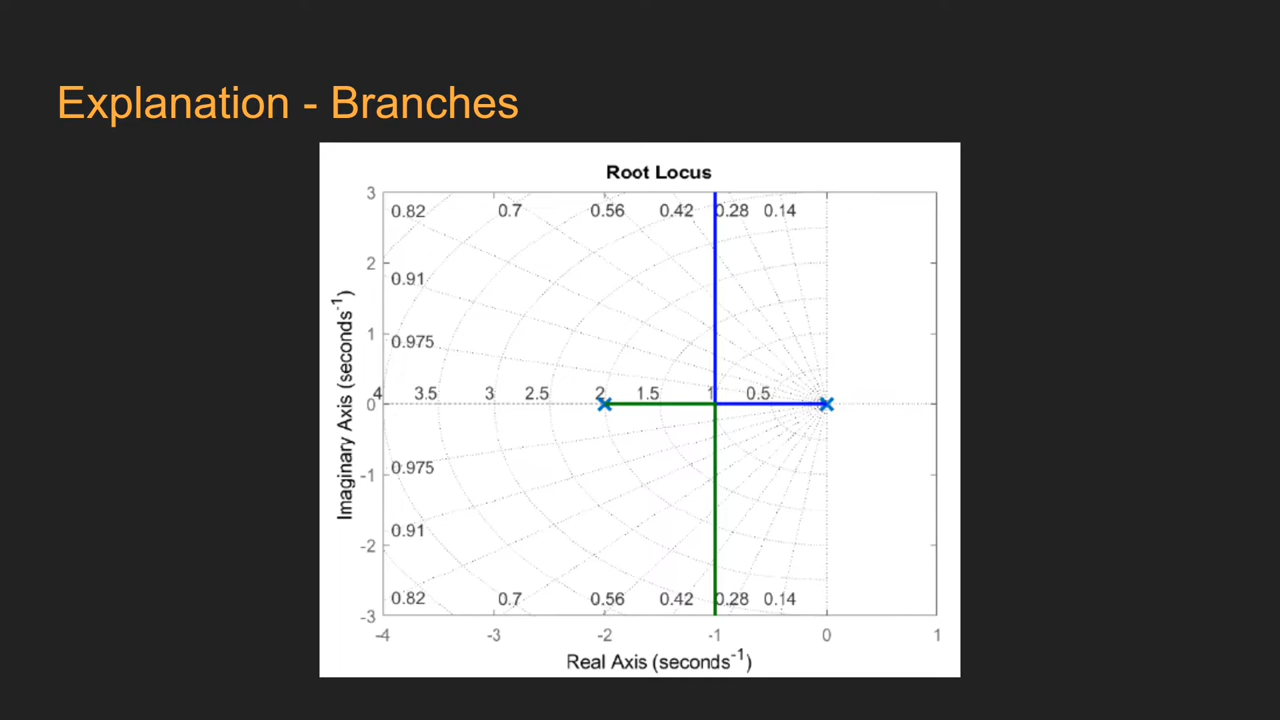 Explanation - Branches
Root Locus
3
0.82 0.7 0.56 0.42 0.28 0.14
2
0.91
1
0.975
4 3.5 3 2.5 2 1.5 1 0.5
0
0.975
-1
0.91
-2
0.82 0.7 0.56 0.42 0.28 0.14
-3
-4 -3 -2 -1 0 1
Imaginary Axis (seconds⁻¹)
Real Axis (seconds⁻¹)